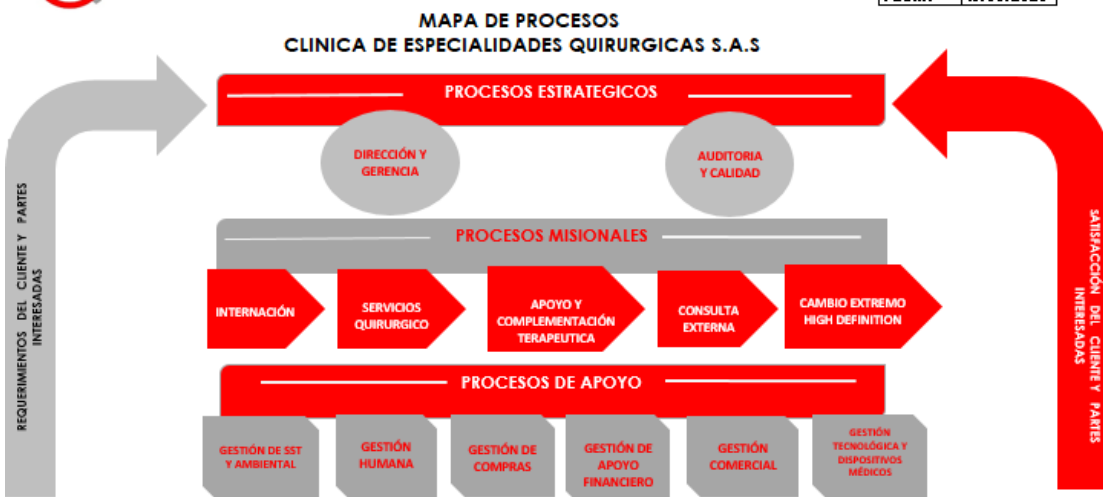 MAPA DE PROCESOS
CLINICA DE ESPECIALIDADES QUIRURGICAS S.A.S
PROCESOS ESTRATEGICOS
DIRECCIÓN Y
GERENCIA
AUDITORIA
Y CALIDAD
REQUERIMIENTOS DEL CLIENTE Y PARTES
INTERESADAS
PROCESOS MISIONALES
INTERNACIÓN
SERVICIOS
QUIRURGICO
APOYO Y
COMPLEMENTACIÓN
TERAPEUTICA
CONSULTA
EXTERNA
CAMBIO EXTREMO
HIGH DEFINITION
SATISFACCIÓN DEL CLIENTE Y PARTES
INTERESADAS
PROCESOS DE APOYO
GESTIÓN DE SST
Y AMBIENTAL
GESTIÓN
HUMANA
GESTIÓN DE
COMPRAS
GESTIÓN DE
APOYO
FINANCIERO
GESTIÓN
COMERCIAL
GESTIÓN
TECNOLÓGICA Y
DISPOSITIVOS
MÉDICOS